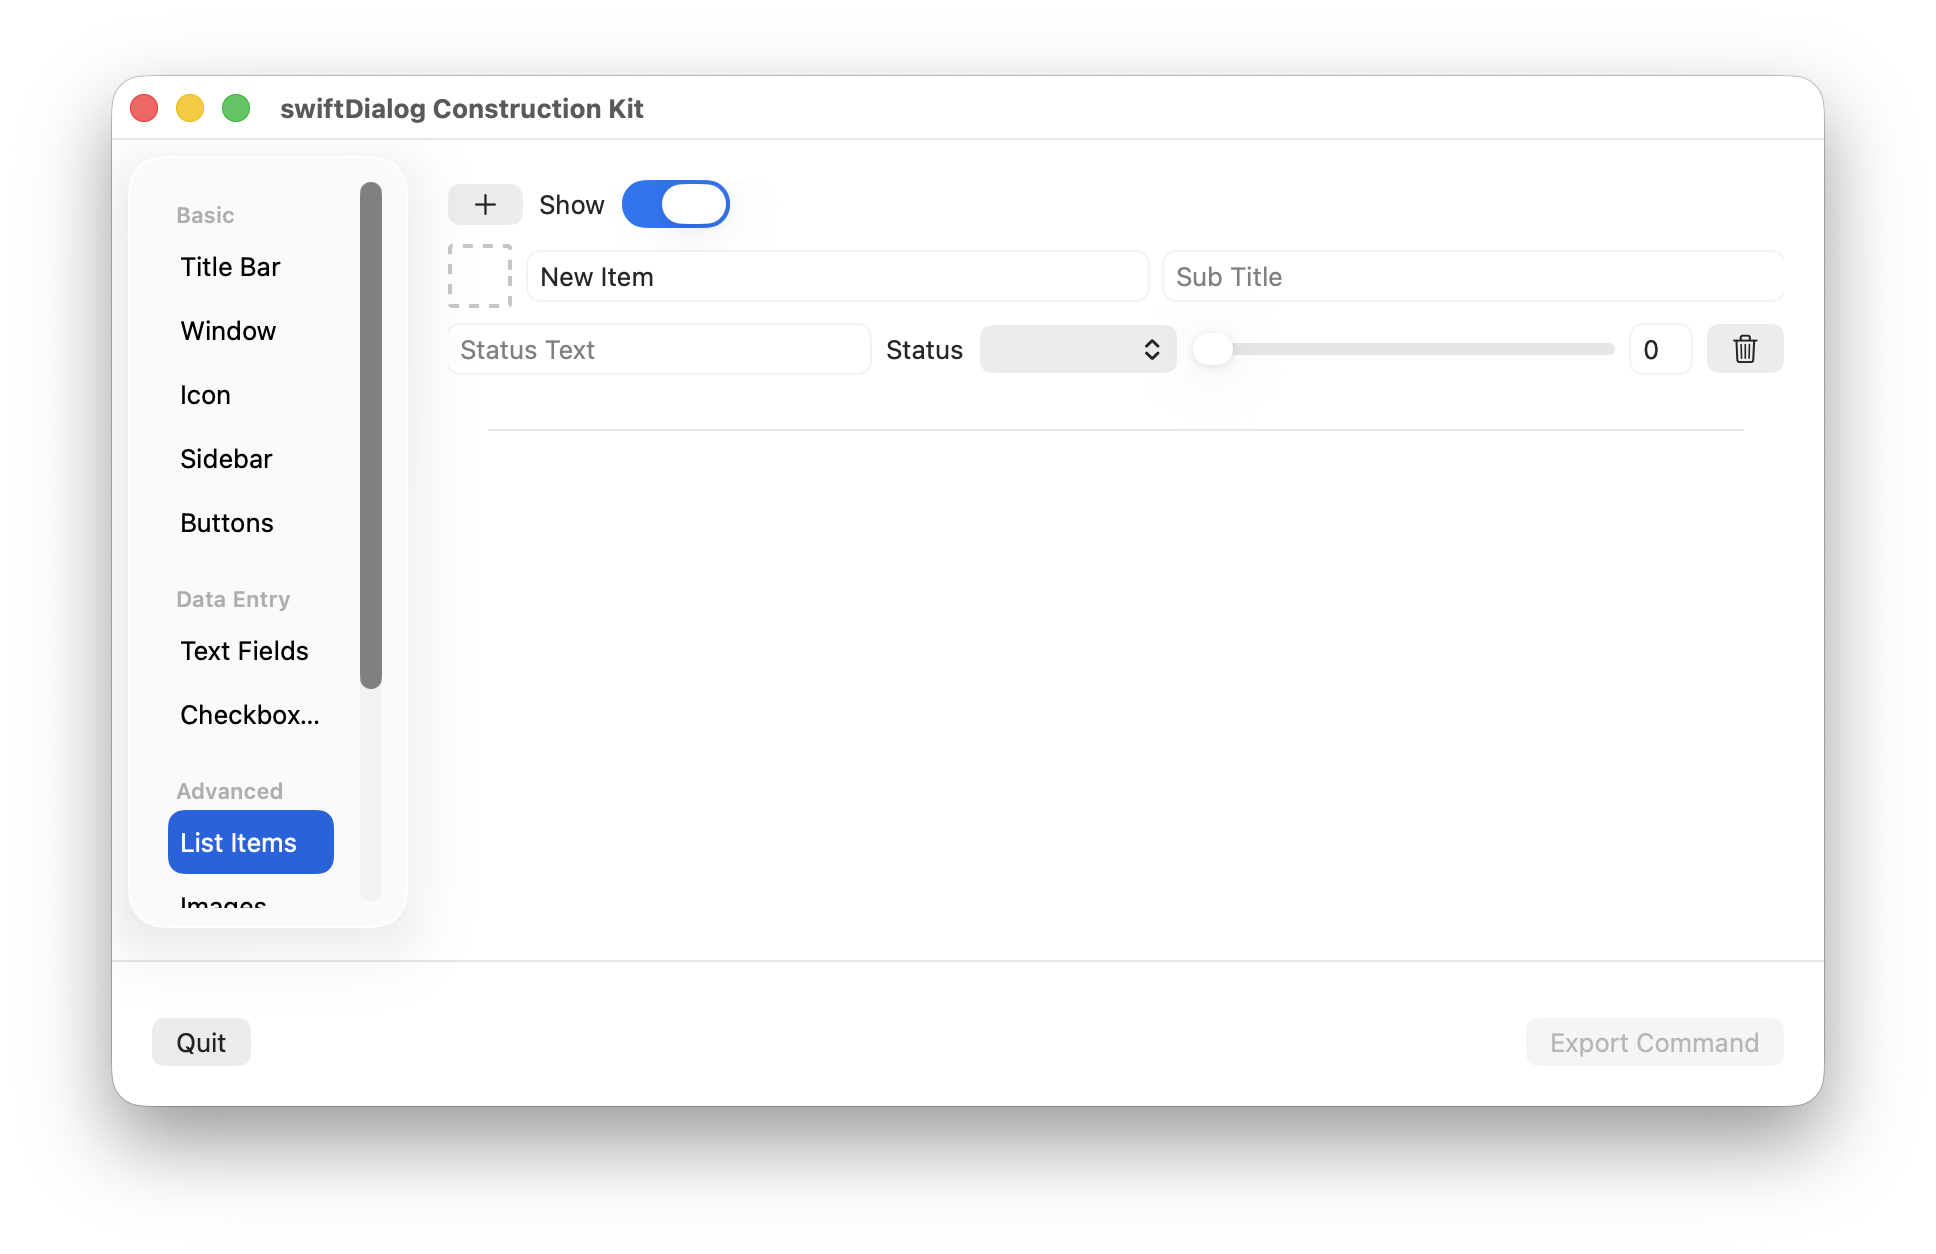 swiftDialog Construction Kit
Basic
Title Bar
Window
Icon
Sidebar
Buttons
Data Entry
Text Fields
Checkbox...
Advanced
List Items
Images
Show
New Item
Sub Title
Status Text
Status
0
Quit
Export Command